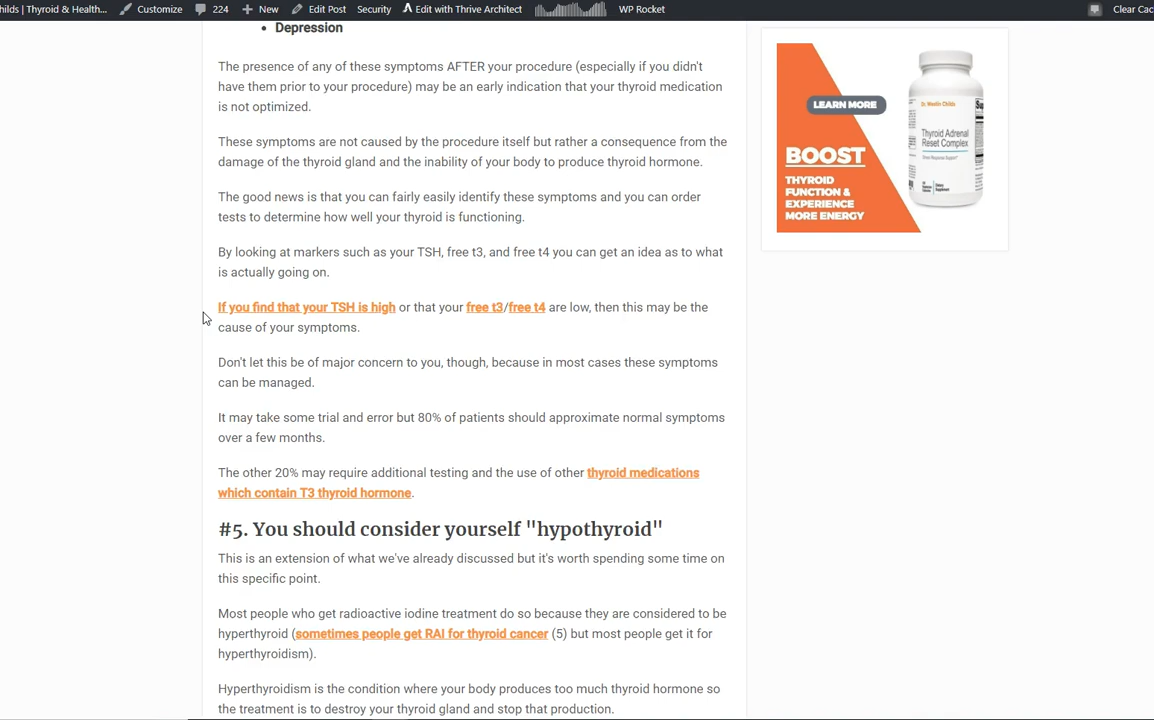 hilds | Thyroid & Health... Customize 224 New Edit Post Security Edit with Thrive Architect WP Rocket Clear Cac
Depression
The presence of any of these symptoms AFTER your procedure (especially if you didn't
have them prior to your procedure) may be an early indication that your thyroid medication
is not optimized.
These symptoms are not caused by the procedure itself but rather a consequence from the
damage of the thyroid gland and the inability of your body to produce thyroid hormone.
The good news is that you can fairly easily identify these symptoms and you can order
tests to determine how well your thyroid is functioning.
By looking at markers such as your TSH, free t3, and free t4 you can get an idea as to what
is actually going on.
If you find that your TSH is high or that your free t3/free t4 are low, then this may be the
cause of your symptoms.
Don't let this be of major concern to you, though, because in most cases these symptoms
can be managed.
It may take some trial and error but 80% of patients should approximate normal symptoms
over a few months.
The other 20% may require additional testing and the use of other thyroid medications
which contain T3 thyroid hormone.
#5. You should consider yourself "hypothyroid"
This is an extension of what we've already discussed but it's worth spending some time on
this specific point.
Most people who get radioactive iodine treatment do so because they are considered to be
hyperthyroid (sometimes people get RAI for thyroid cancer (5) but most people get it for
hyperthyroidism).
Hyperthyroidism is the condition where your body produces too much thyroid hormone so
the treatment is to destroy your thyroid gland and stop that production.
LEARN MORE
BOOST
THYROID
FUNCTION &
EXPERIENCE
MORE ENERGY
Dr. Westin Childs
Thyroid Adrenal
Reset Complex